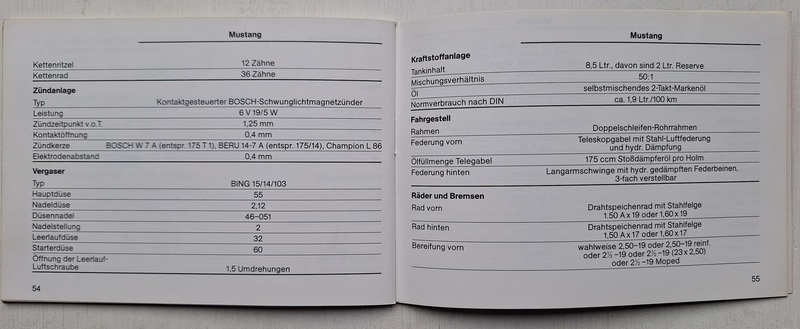 Mustang
Kettenritzel 12 Zähne
Kettenrad 36 Zähne
Zündanlage
Typ Kontaktgesteuerter BOSCH-Schwunglichtmagnetzünder
Leistung 6 V 19/5 W
Zündzeitpunkt v.o.T. 1,25 mm
Kontaktöffnung 0,4 mm
Zündkerze BOSCH W 7 A (entspr. 175 T 1), BERU 14-7 A (entspr. 175/14), Champion L 86
Elektrodenabstand 0,4 mm
Vergaser
Typ BING 15/14/103
Hauptdüse 55
Nadeldüse 2,12
Düsennadel 46-051
Nadelstellung 2
Leerlaufdüse 32
Starterdüse 60
Öffnung der Leerlauf-
Luftschraube 1,5 Umdrehungen
54
Mustang
Kraftstoffanlage
Tankinhalt 8,5 Ltr., davon sind 2 Ltr. Reserve
Mischungsverhältnis 50:1
Öl selbstmischendes 2-Takt-Markenöl
Normverbrauch nach DIN ca. 1,9 Ltr./100 km
Fahrgestell
Rahmen Doppelschleifen-Rohrrahmen
Federung vorn Teleskopgabel mit Stahl-Luftfederung
und hydr. Dämpfung
Ölfüllmenge Telegabel 175 ccm Stoßdämpferöl pro Holm
Federung hinten Langarmschwinge mit hydr. gedämpften Federbeinen,
3-fach verstellbar
Räder und Bremsen
Rad vorn Drahtspeichenrad mit Stahlfelge
1.50 A x 19 oder 1,60 x 19
Rad hinten Drahtspeichenrad mit Stahlfelge
1,50 A x 17 oder 1,60 x 17
Bereifung vorn wahlweise 2,50-19 oder 2,50-19 reinf.
oder 2½-19 oder 2½-19 (23 x 2,50)
oder 2½-19 Moped
55